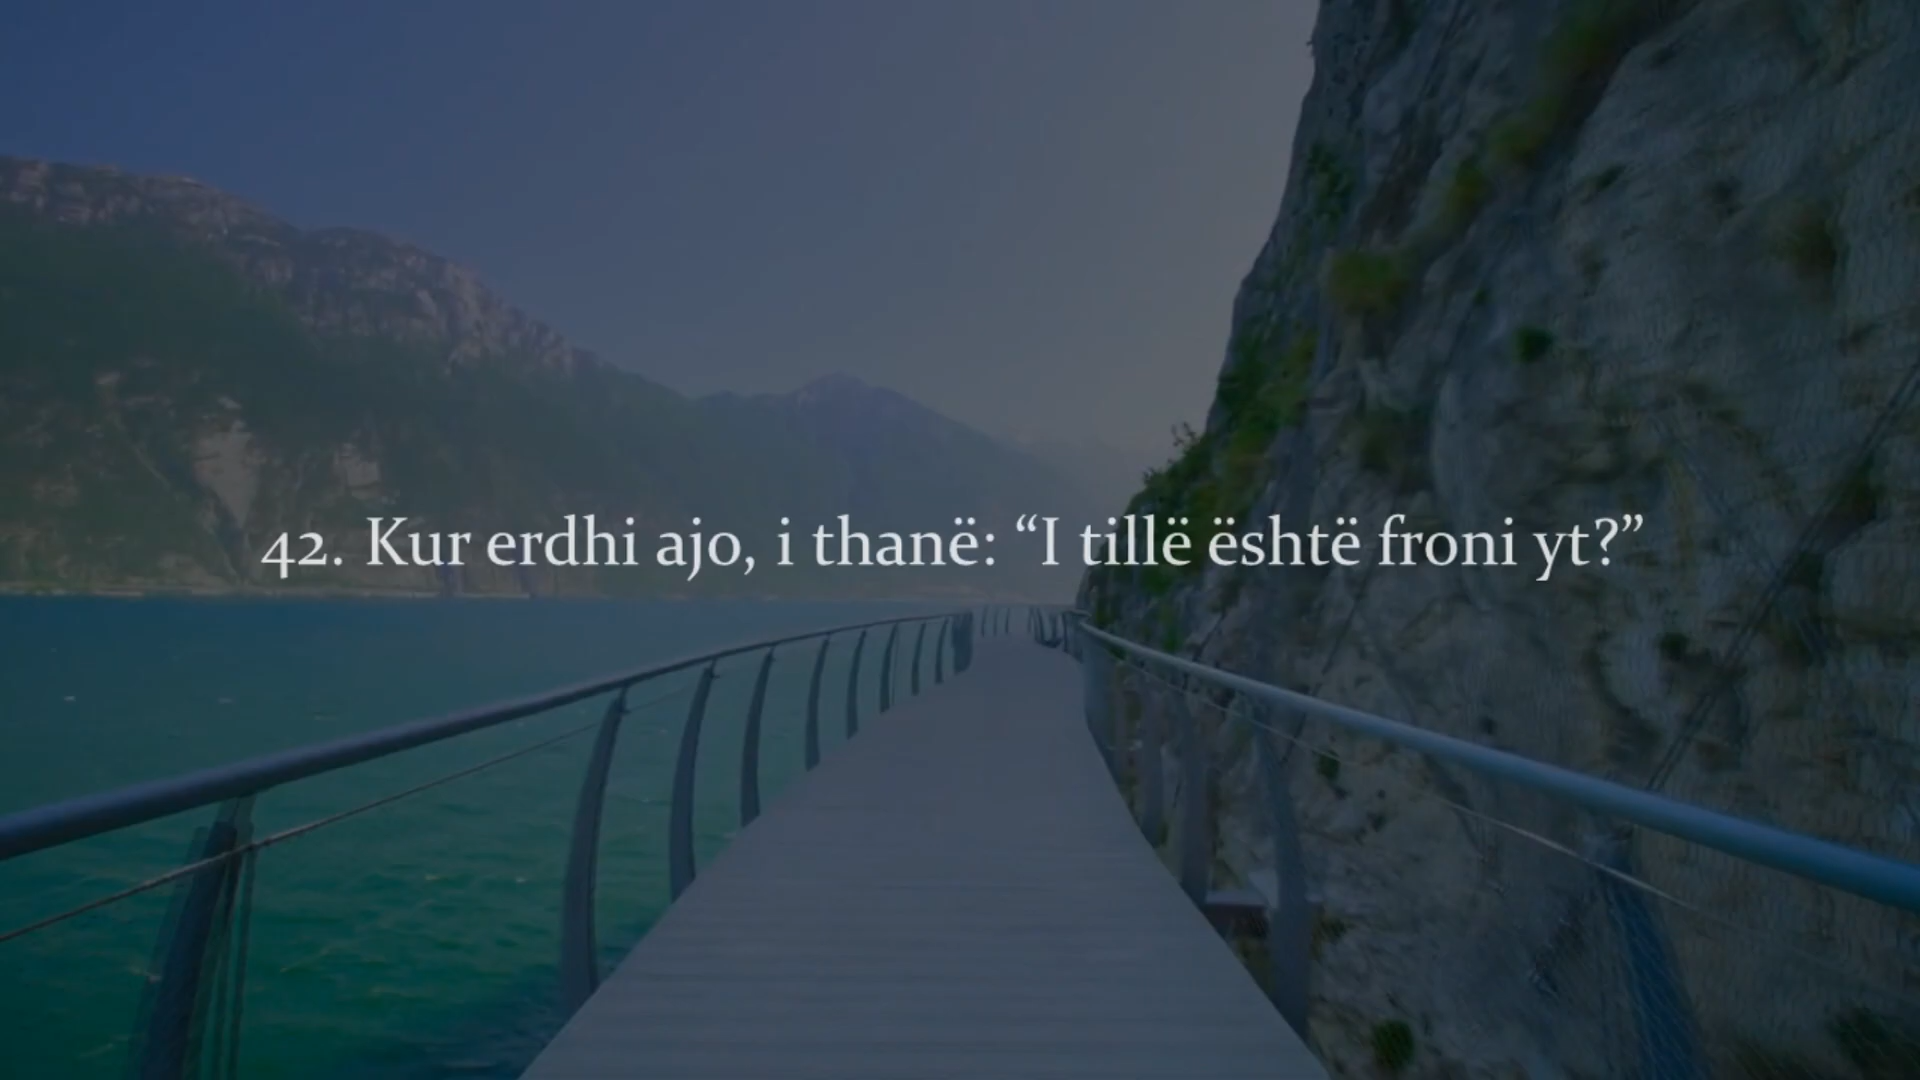 42. Kur erdhi ajo, i thanë: “I tillë është froni yt?”